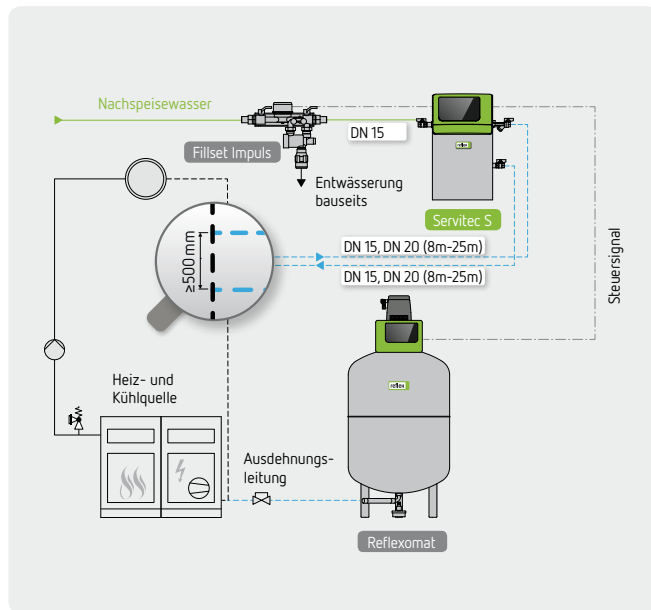 Nachspeisewasser
DN 15
Fillset Impuls
reflex
Entwässerung
bauseits
Servitec S
≥500 mm
DN 15, DN 20 (8m-25m)
DN 15, DN 20 (8m-25m)
Steuersignal
Heiz- und
Kühlquelle
reflex
Ausdehnungs-
leitung
Reflexomat